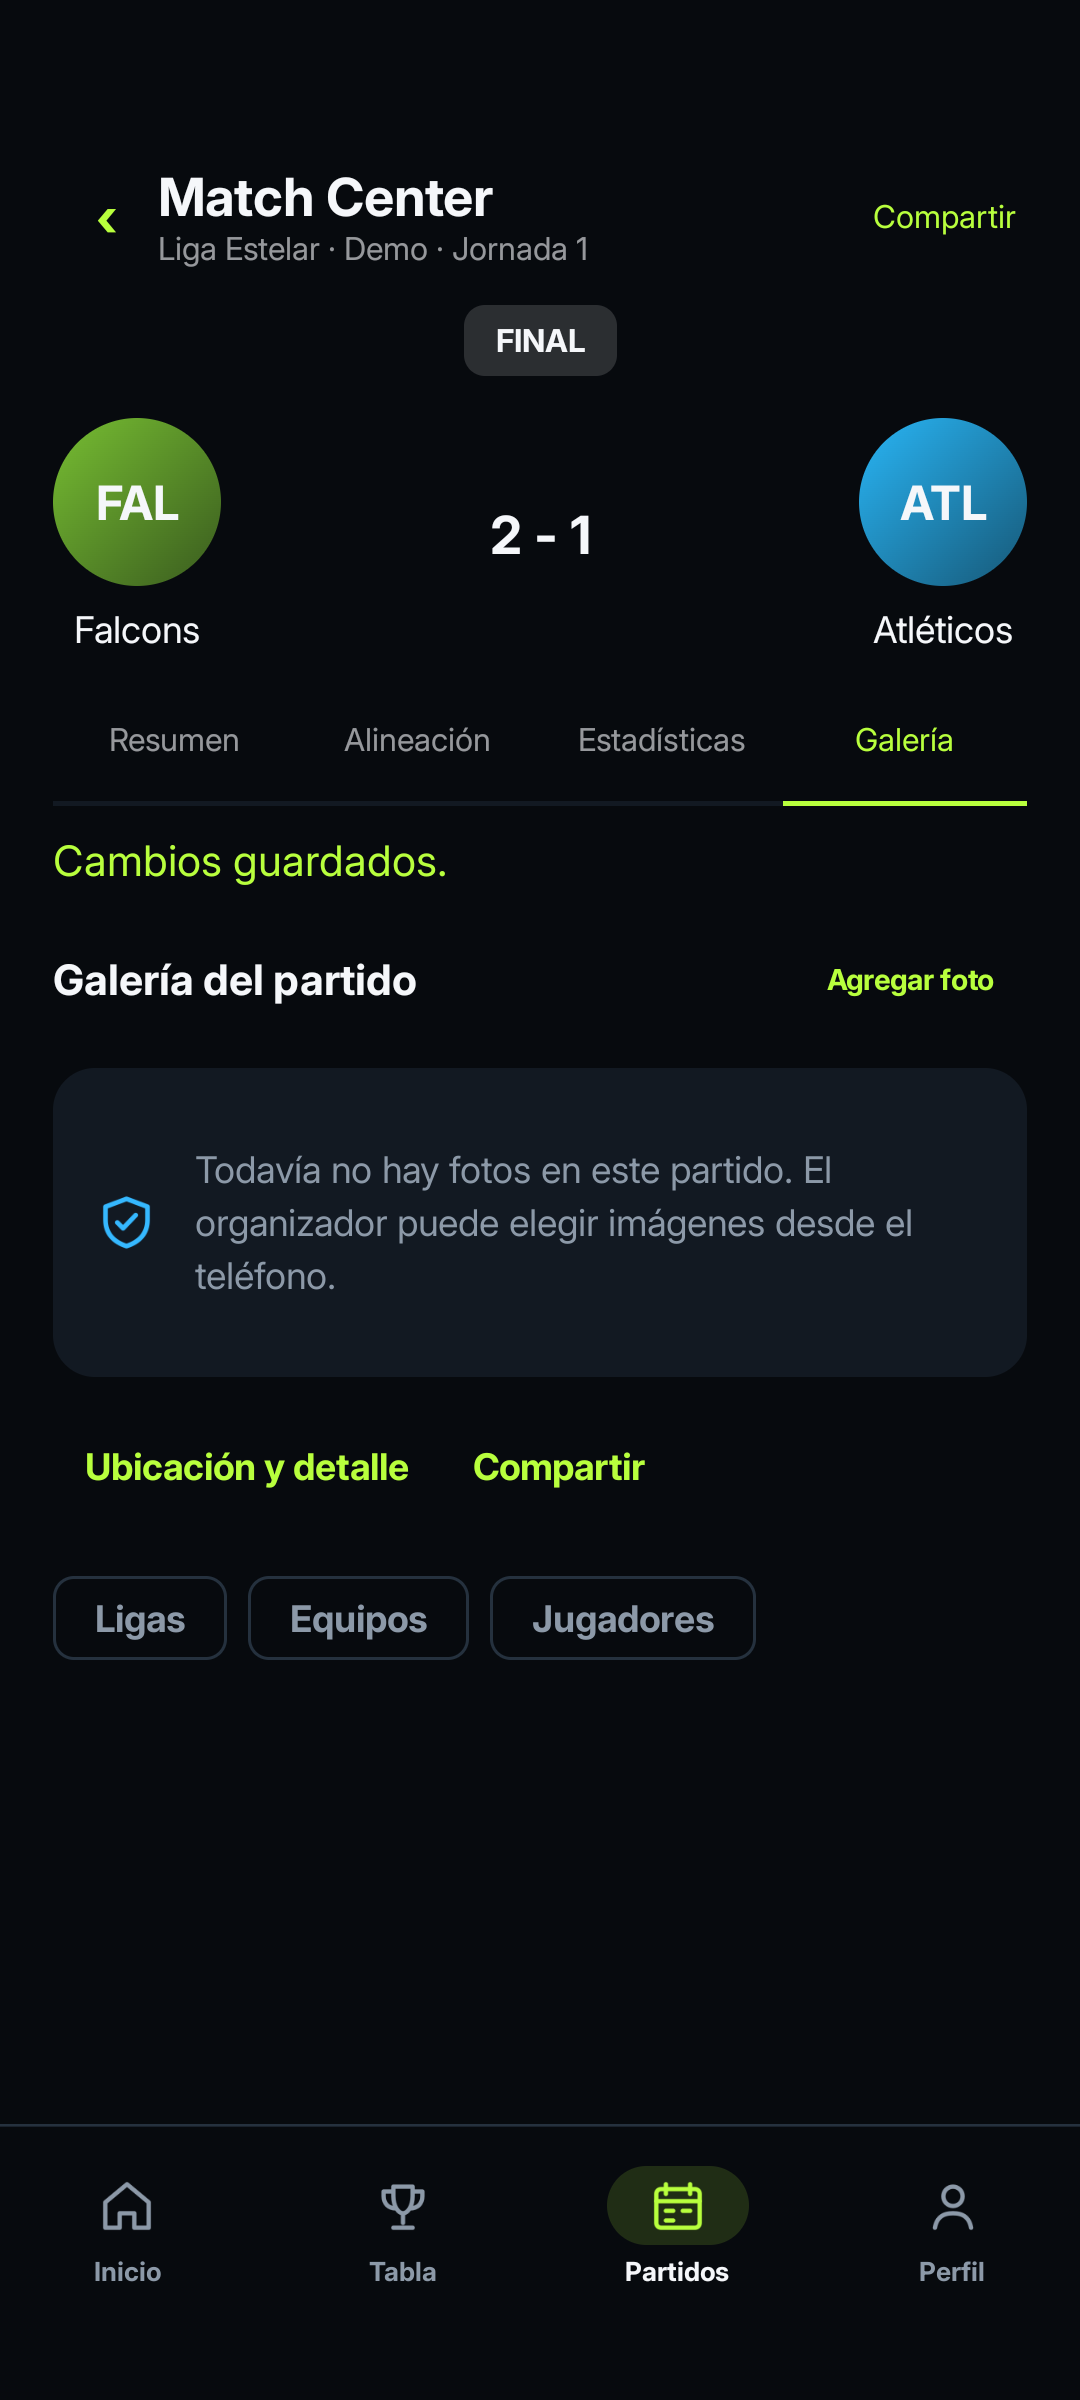 ‹
Match Center
Compartir
Liga Estelar · Demo · Jornada 1
FINAL
FAL
2 - 1
ATL
Falcons
Atléticos
Resumen
Alineación
Estadísticas
Galería
Cambios guardados.
Galería del partido
Agregar foto
Todavía no hay fotos en este partido. El
organizador puede elegir imágenes desde el
teléfono.
Ubicación y detalle
Compartir
Ligas
Equipos
Jugadores
Inicio
Tabla
Partidos
Perfil